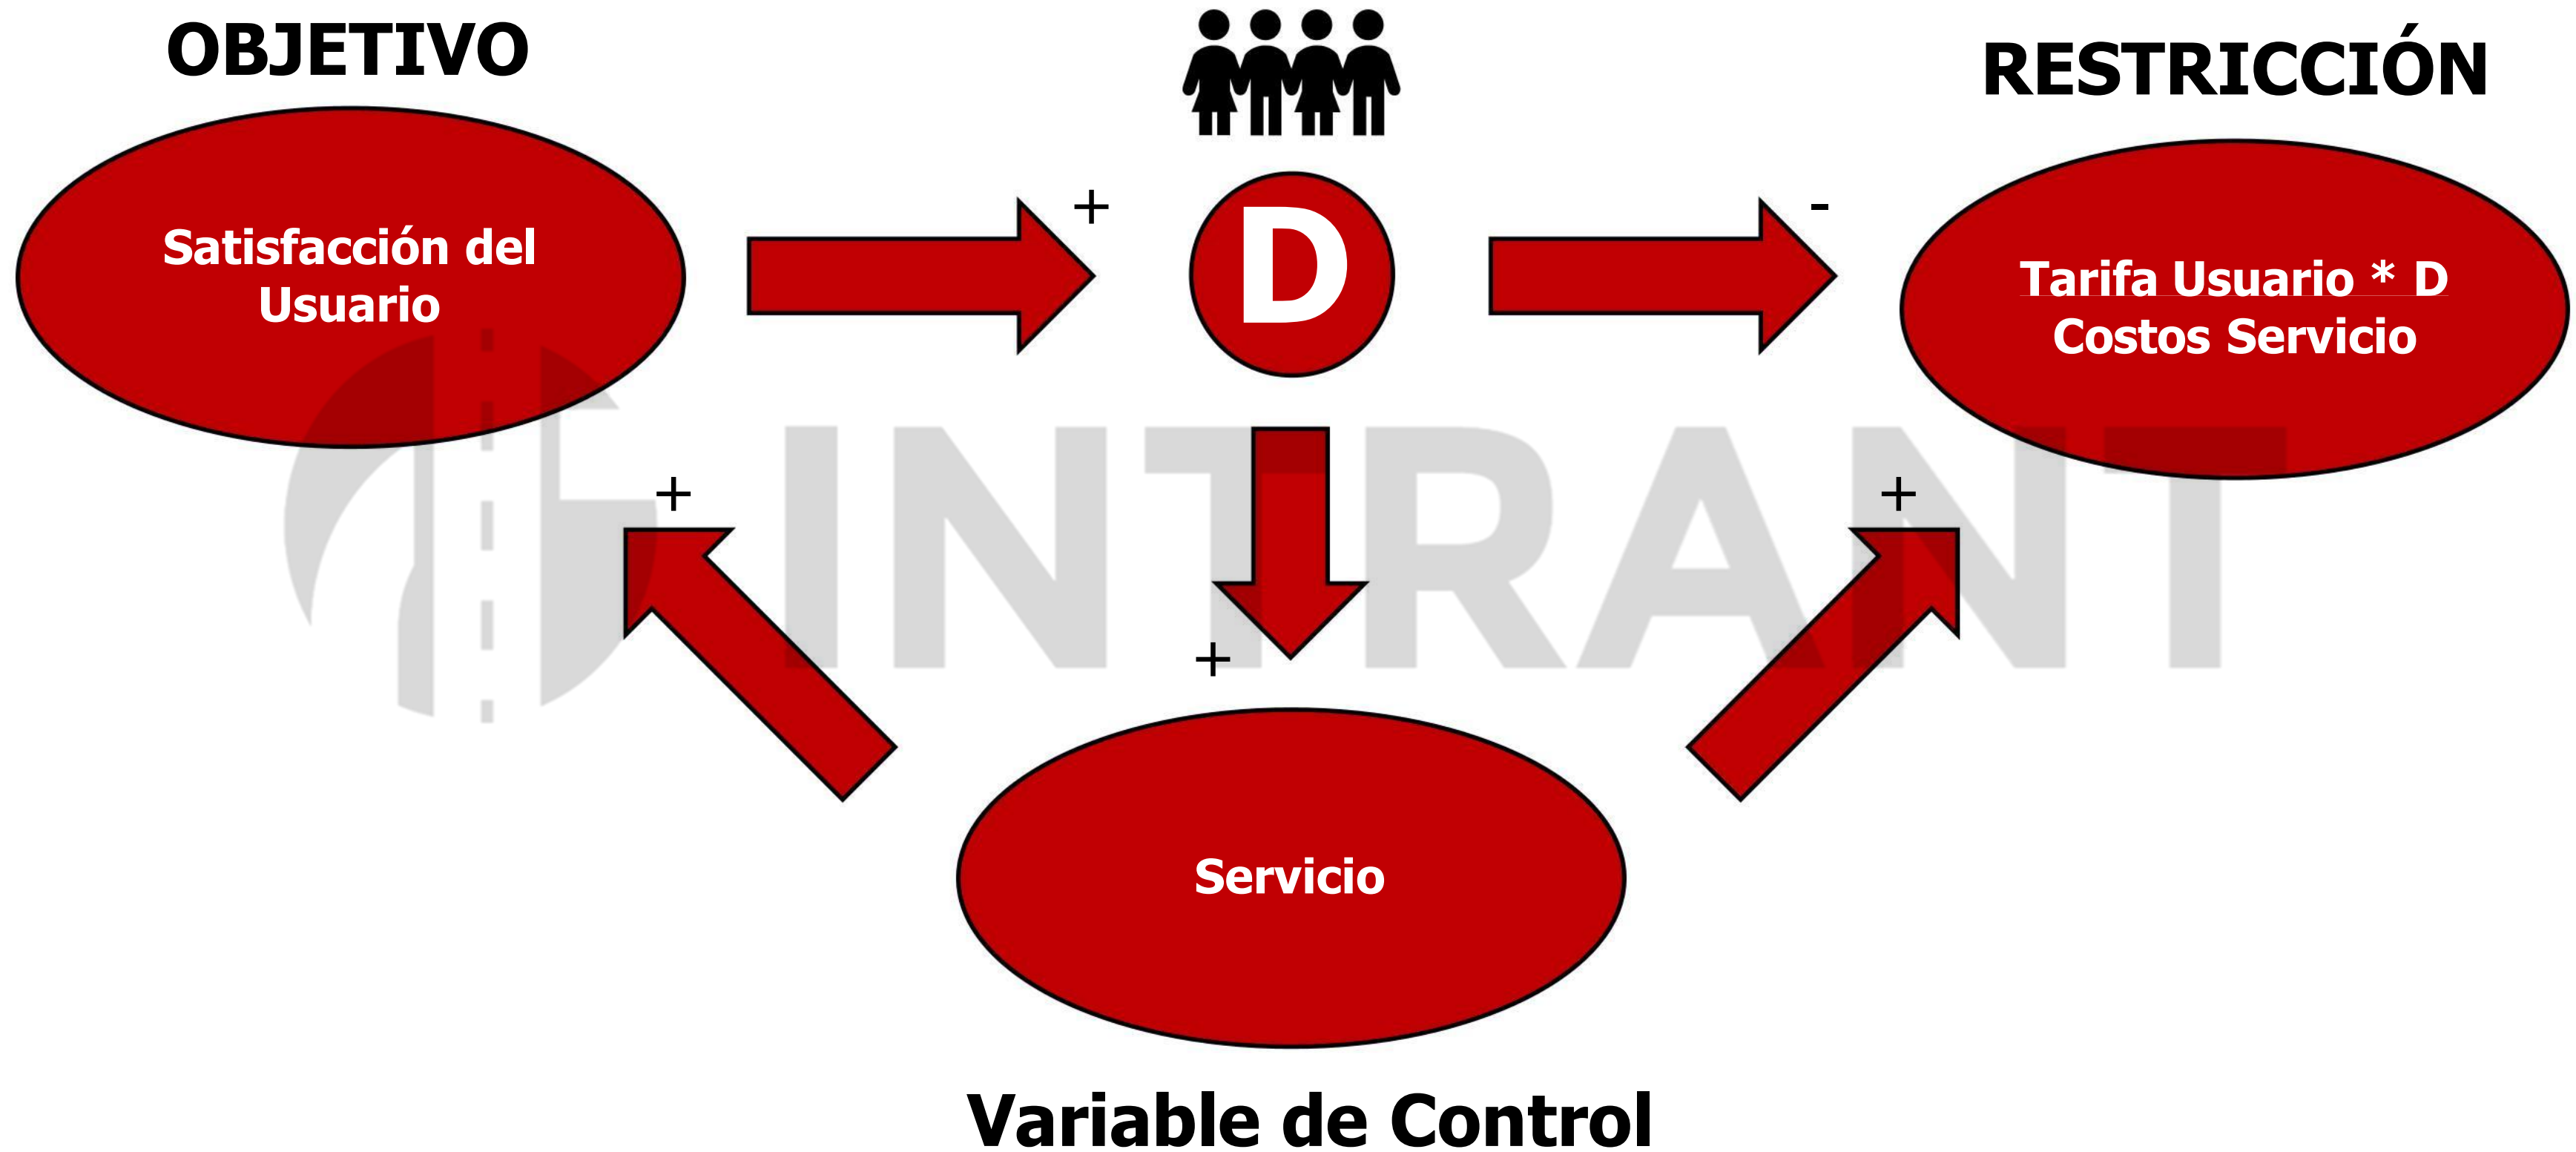 OBJETIVO
RESTRICCIÓN
Satisfacción del
Usuario
+
D
-
Tarifa Usuario * D
Costos Servicio
+
+
INTRANT
+
Servicio
Variable de Control